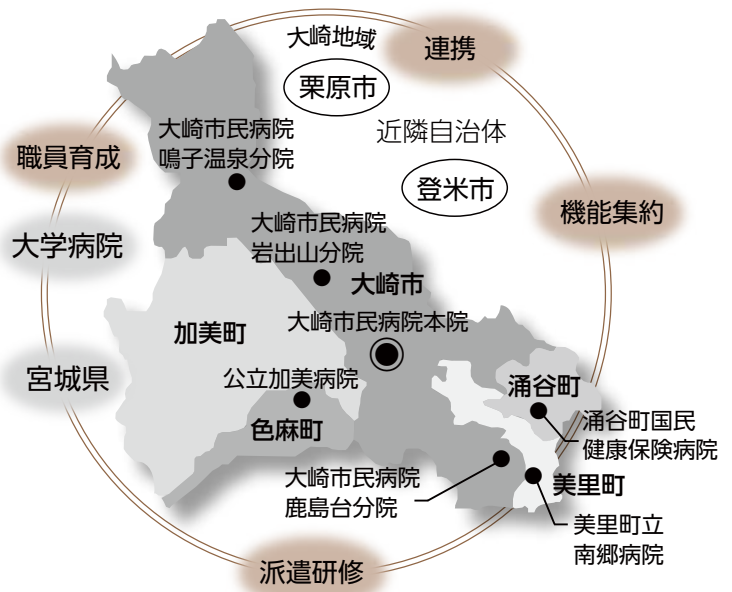 大崎地域
連携
栗原市
近隣自治体
大崎市民病院
鳴子温泉分院
職員育成
登米市
機能集約
大学病院
大崎市民病院
岩出山分院
大崎市
大崎市民病院本院
加美町
宮城県
公立加美病院
涌谷町
色麻町
涌谷町国民
健康保険病院
大崎市民病院
鹿島台分院
美里町
美里町立
南郷病院
派遣研修